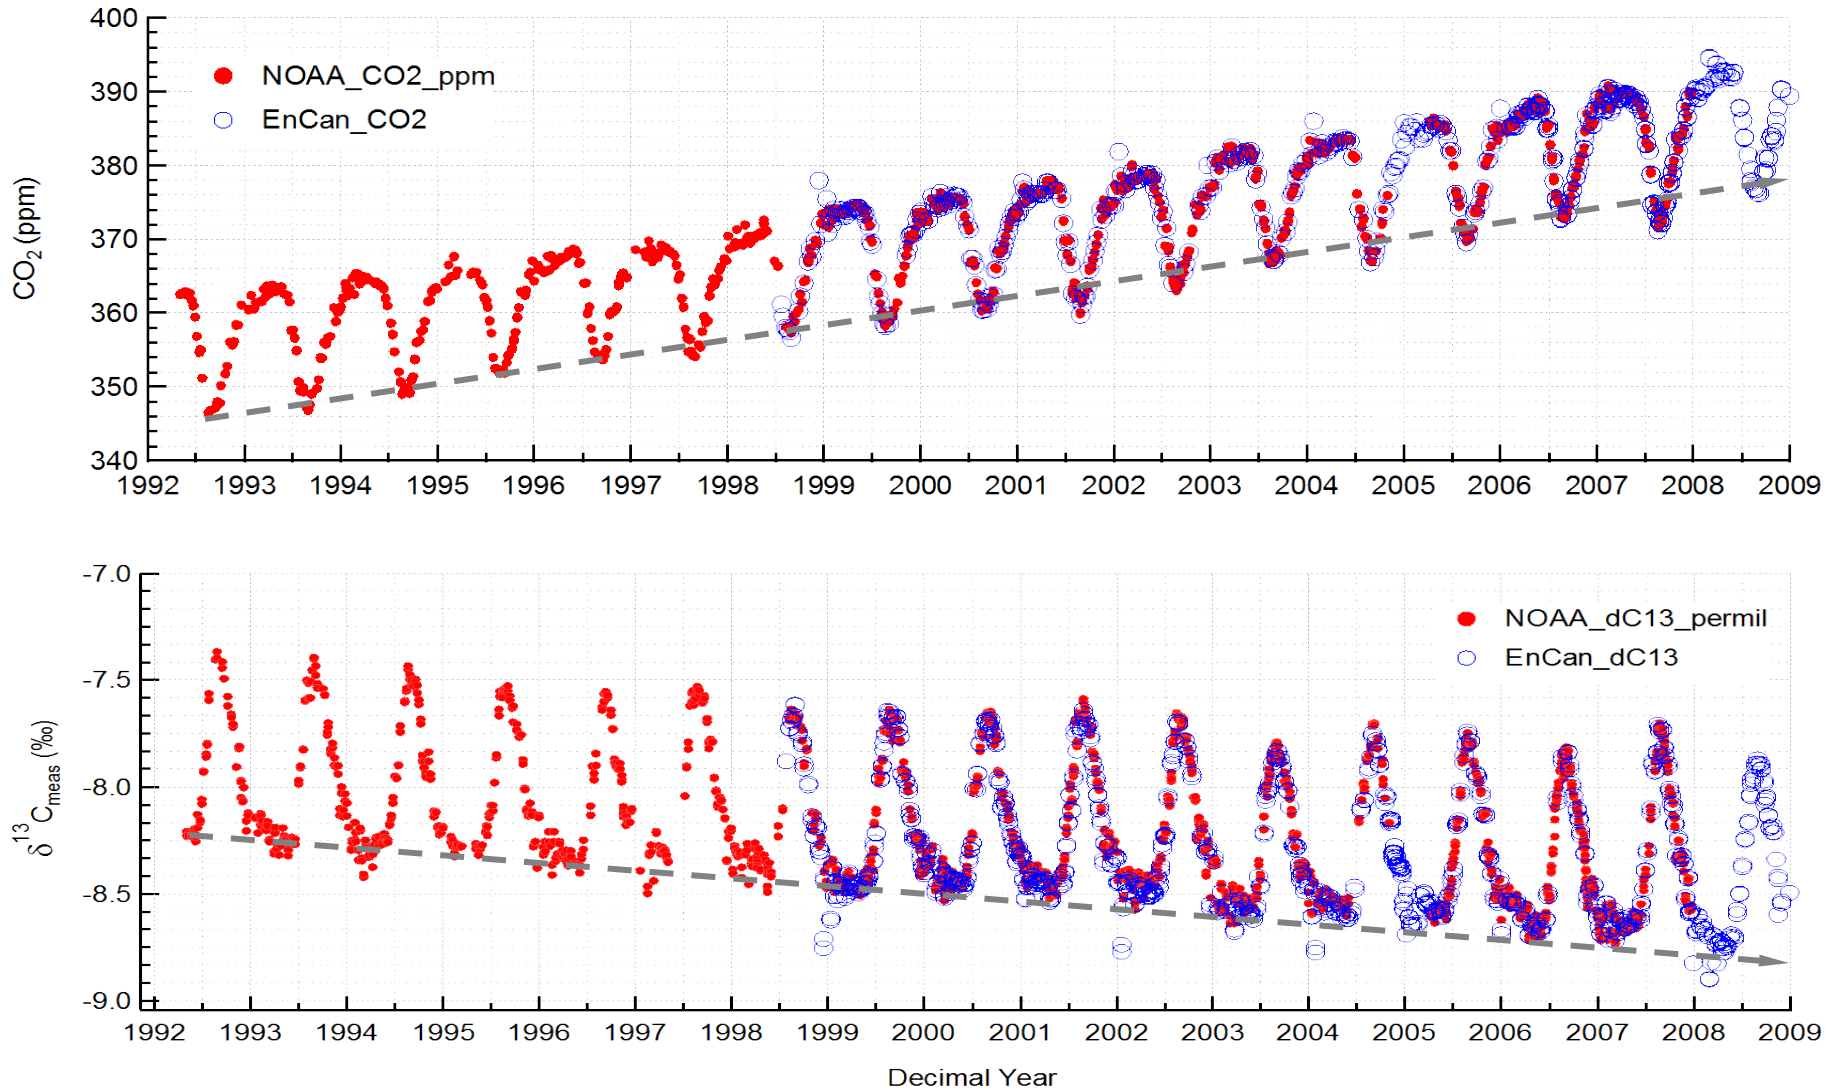 400
390
380
370
360
350
340
CO2 (ppm)
NOAA_CO2_ppm
EnCan_CO2
1992 1993 1994 1995 1996 1997 1998 1999 2000 2001 2002 2003 2004 2005 2006 2007 2008 2009
-7.0
-7.5
-8.0
-8.5
-9.0
δ13 Cmeas (‰)
NOAA_dC13_permil
EnCan_dC13
1992 1993 1994 1995 1996 1997 1998 1999 2000 2001 2002 2003 2004 2005 2006 2007 2008 2009
Decimal Year